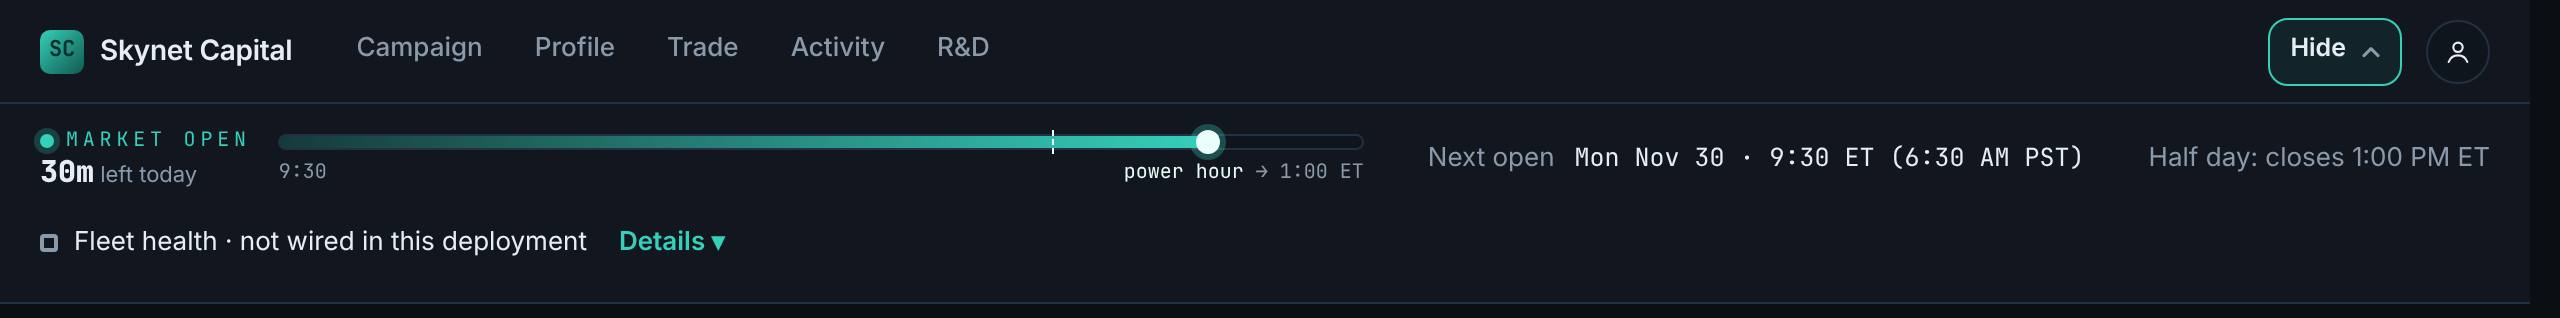 SC Skynet Capital Campaign Profile Trade Activity R&D Hide
MARKET OPEN
30m left today
9:30 power hour → 1:00 ET
Next open Mon Nov 30 · 9:30 ET (6:30 AM PST) Half day: closes 1:00 PM ET
Fleet health · not wired in this deployment Details ▾